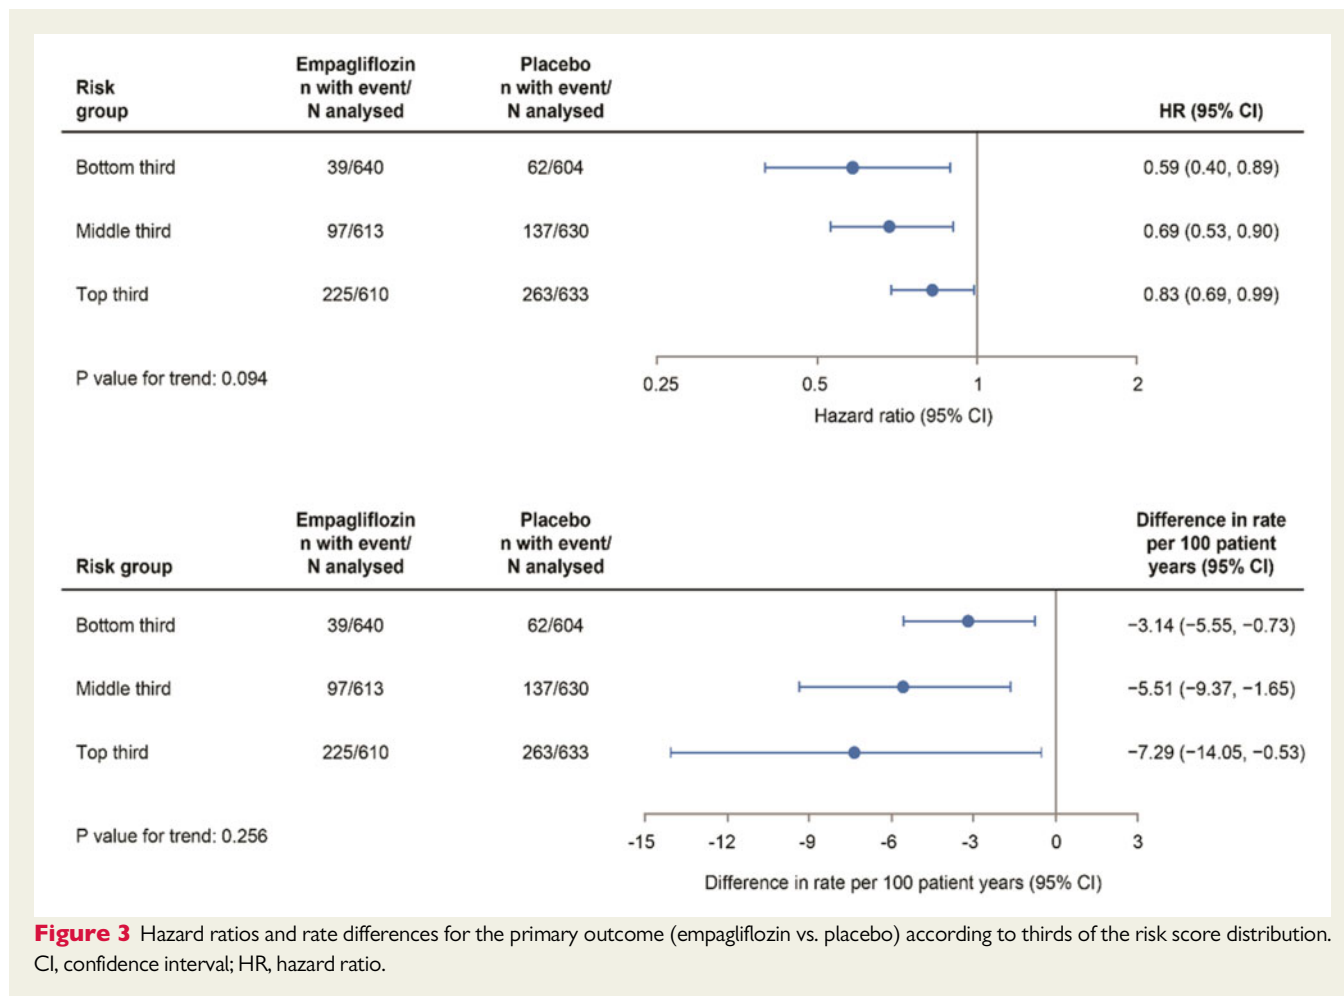 Risk group Empagliflozin n with event/ N analysed Placebo n with event/ N analysed HR (95% CI)
Bottom third 39/640 62/604 0.59 (0.40, 0.89)
Middle third 97/613 137/630 0.69 (0.53, 0.90)
Top third 225/610 263/633 0.83 (0.69, 0.99)
P value for trend: 0.094
0.25 0.5 1 2
Hazard ratio (95% CI)
Risk group Empagliflozin n with event/ N analysed Placebo n with event/ N analysed Difference in rate per 100 patient years (95% CI)
Bottom third 39/640 62/604 −3.14 (−5.55, −0.73)
Middle third 97/613 137/630 −5.51 (−9.37, −1.65)
Top third 225/610 263/633 −7.29 (−14.05, −0.53)
P value for trend: 0.256
-15 -12 -9 -6 -3 0 3
Difference in rate per 100 patient years (95% CI)
Figure 3 Hazard ratios and rate differences for the primary outcome (empagliflozin vs. placebo) according to thirds of the risk score distribution.
CI, confidence interval; HR, hazard ratio.